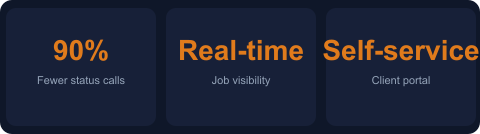 90%
Fewer status calls
Real-time
Job visibility
Self-service
Client portal